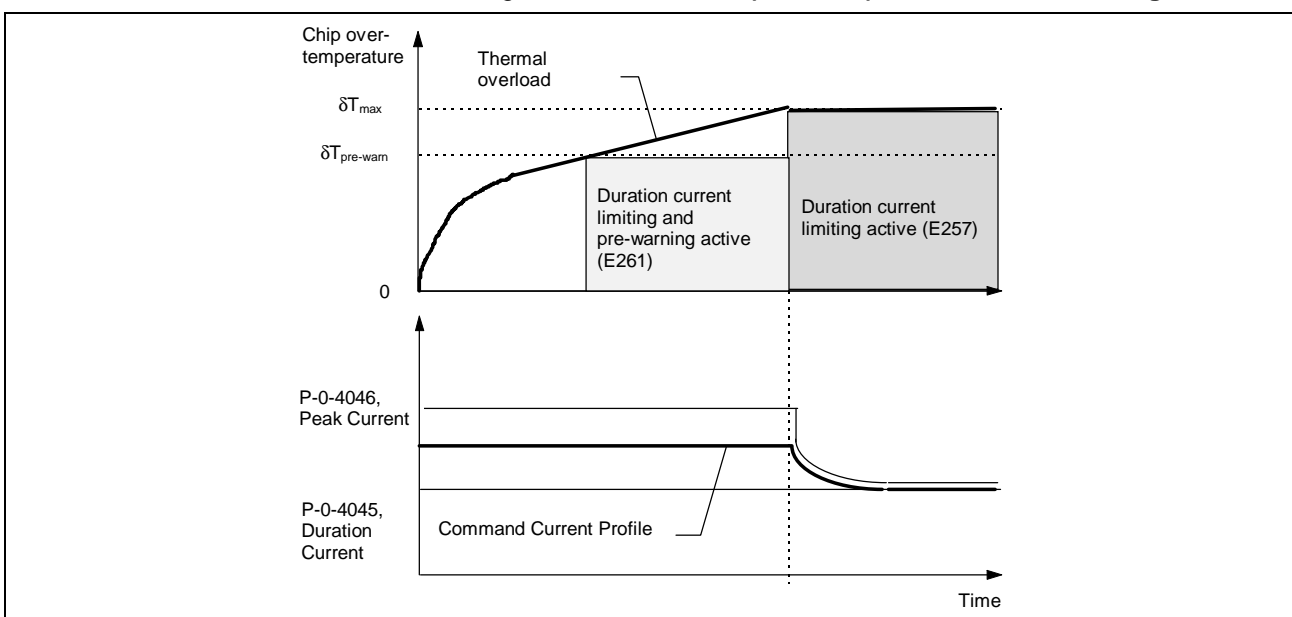 Chip over-
temperature
Thermal
overload
δTmax
δTpre-warn
Duration current
limiting and
pre-warning active
(E261)
Duration current
limiting active (E257)
0
P-0-4046,
Peak Current
P-0-4045,
Duration
Current
Command Current Profile
Time